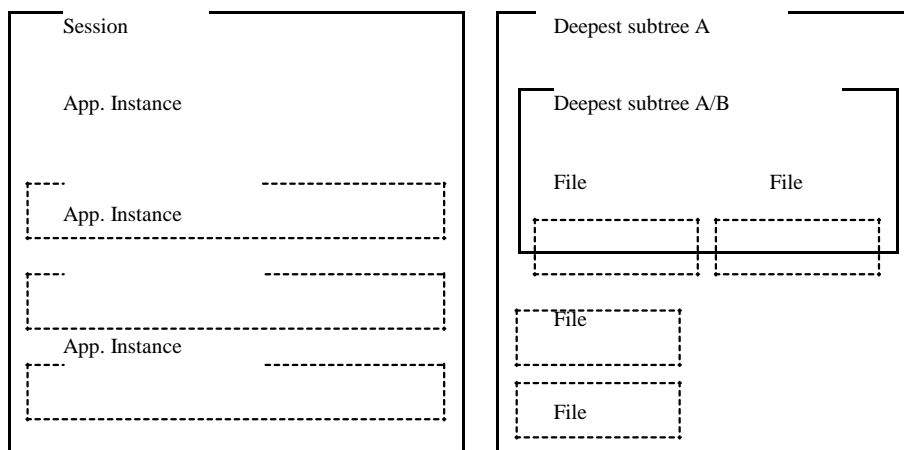 Session
App. Instance
App. Instance
App. Instance
Deepest subtree A
Deepest subtree A/B
File File
File
File